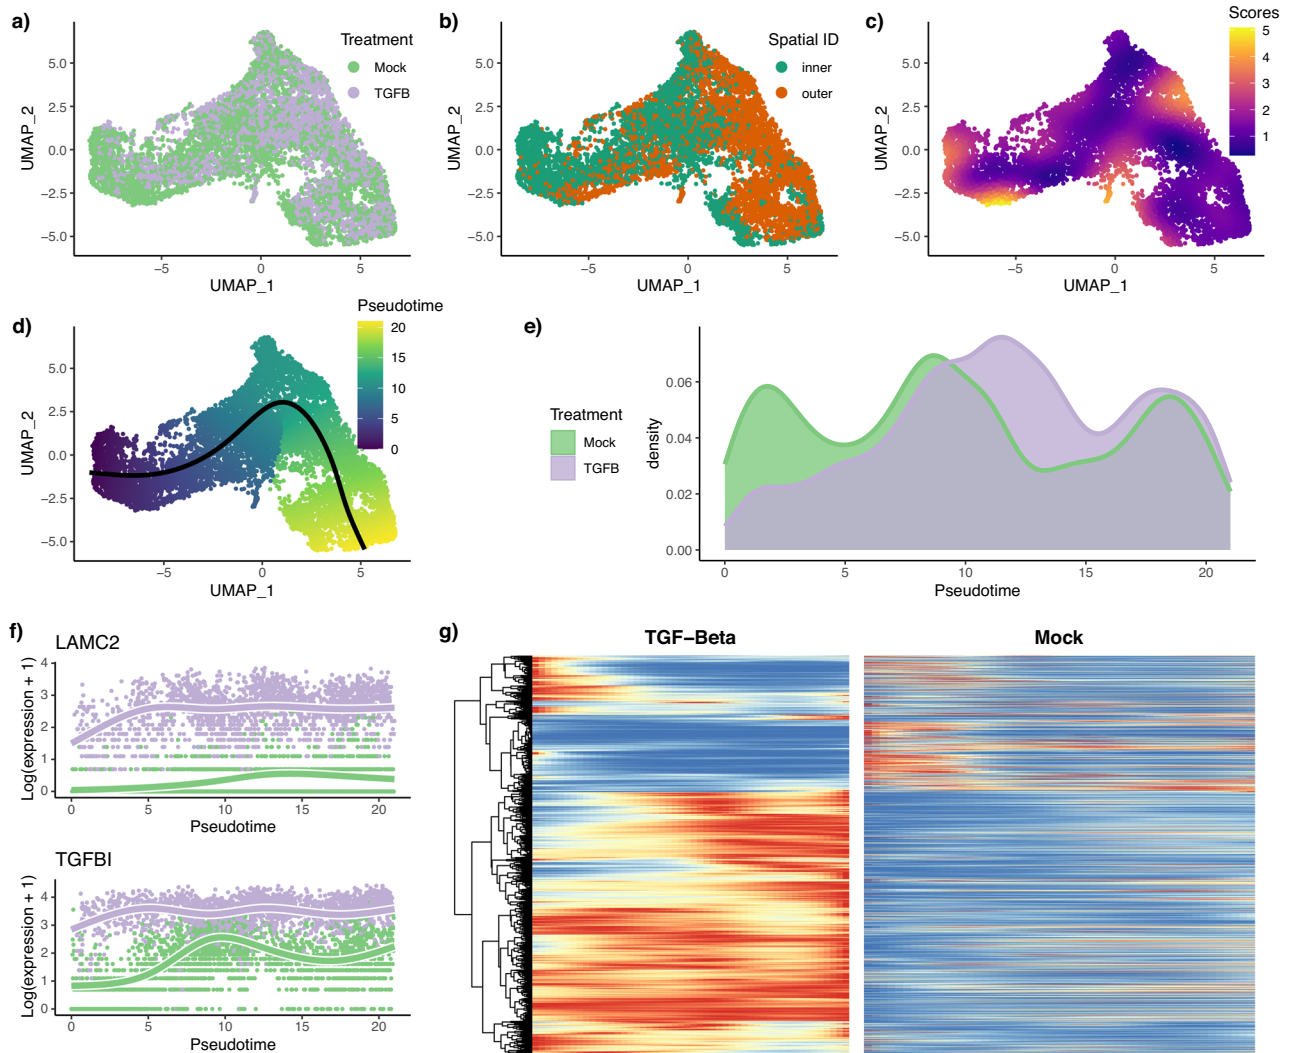 a)
Treatment
Mock
TGFB
5.0
2.5
0.0
−2.5
−5.0
UMAP_2
−5
0
5
UMAP_1
b)
Spatial ID
inner
outer
5.0
2.5
0.0
−2.5
−5.0
UMAP_2
−5
0
5
UMAP_1
c)
Scores
5
4
3
2
1
5.0
2.5
0.0
−2.5
−5.0
UMAP_2
−5
0
5
UMAP_1
d)
Pseudotime
20
15
10
5
0
5.0
2.5
0.0
−2.5
−5.0
UMAP_2
−5
0
5
UMAP_1
e)
Treatment
Mock
TGFB
density
0.06
0.04
0.02
0.00
0
5
10
15
20
Pseudotime
f)
LAMC2
Log(expression + 1)
4
3
2
1
0
0
5
10
15
20
Pseudotime
TGFBI
Log(expression + 1)
4
3
2
1
0
0
5
10
15
20
Pseudotime
g)
TGF−Beta
Mock